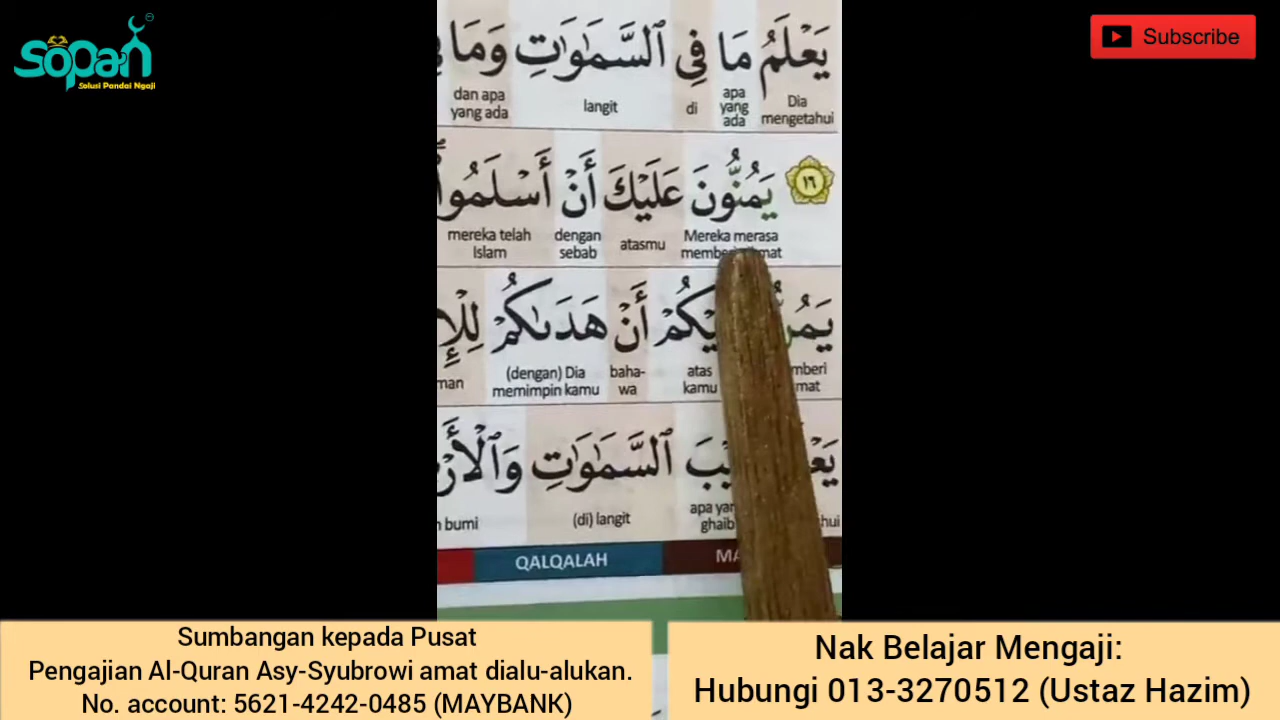 sopan
Solusi Pandai Ngaji
Subscribe
يَعْلَمُ مَا فِى ٱلسَّمَـٰوَٰتِ وَمَا
Dia mengetahui apa yang ada di langit dan apa yang ada
١٦ يَمُنُّونَ عَلَيْكَ أَنْ أَسْلَمُوا۟
Mereka merasa atasmu dengan sebab mereka telah Islam
أَنْ هَدَىٰكُمْ
atas kamu baha-wa (dengan) Dia memimpin kamu
ٱلسَّمَـٰوَٰتِ
(di) langit bumi
QALQALAH
Sumbangan kepada Pusat
Pengajian Al-Quran Asy-Syubrowi amat dialu-alukan.
No. account: 5621-4242-0485 (MAYBANK)
Nak Belajar Mengaji:
Hubungi 013-3270512 (Ustaz Hazim)